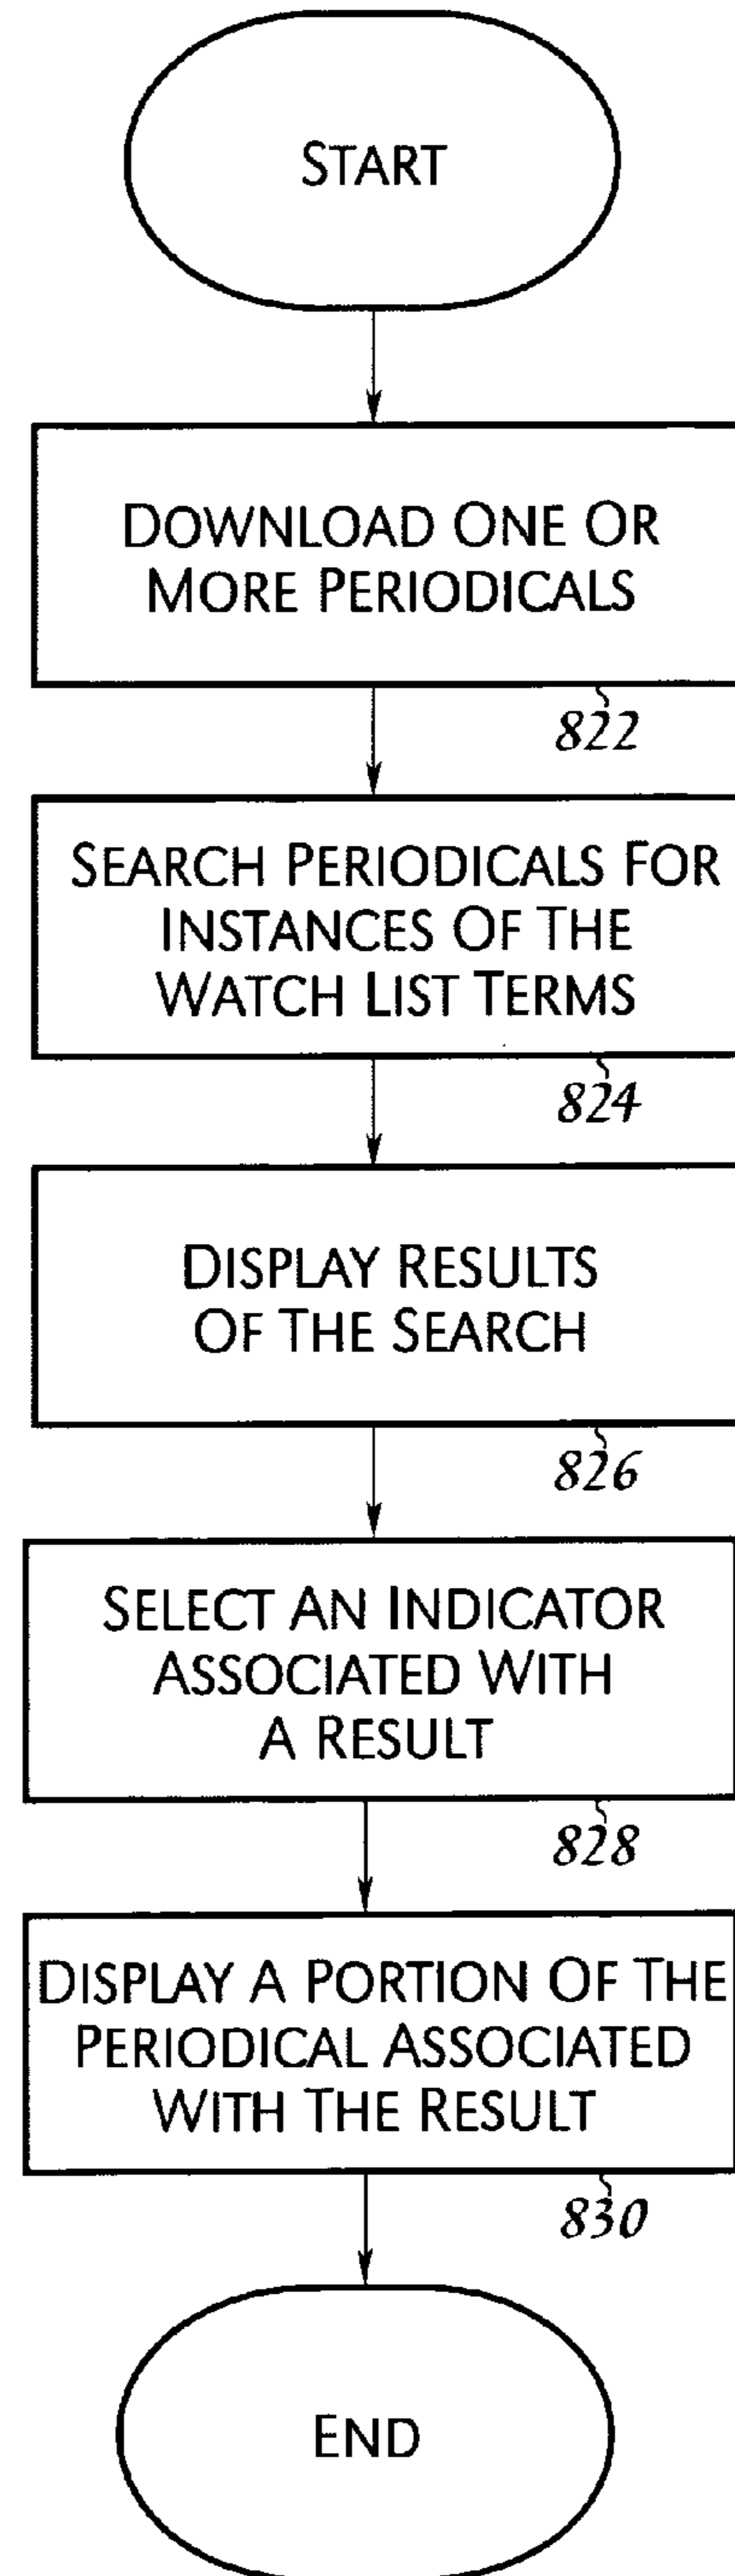 START
DOWNLOAD ONE OR
MORE PERIODICALS
822
SEARCH PERIODICALS FOR
INSTANCES OF THE
WATCH LIST TERMS
824
DISPLAY RESULTS
OF THE SEARCH
826
SELECT AN INDICATOR
ASSOCIATED WITH
A RESULT
828
DISPLAY A PORTION OF THE
PERIODICAL ASSOCIATED
WITH THE RESULT
830
END